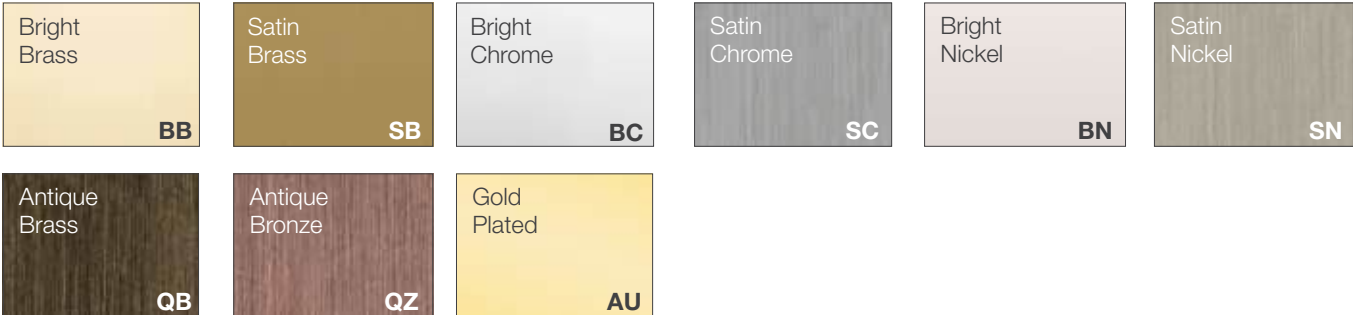 Bright
Brass
BB
Satin
Brass
SB
Bright
Chrome
BC
Satin
Chrome
SC
Bright
Nickel
BN
Satin
Nickel
SN
Antique
Brass
QB
Antique
Bronze
QZ
Gold
Plated
AU